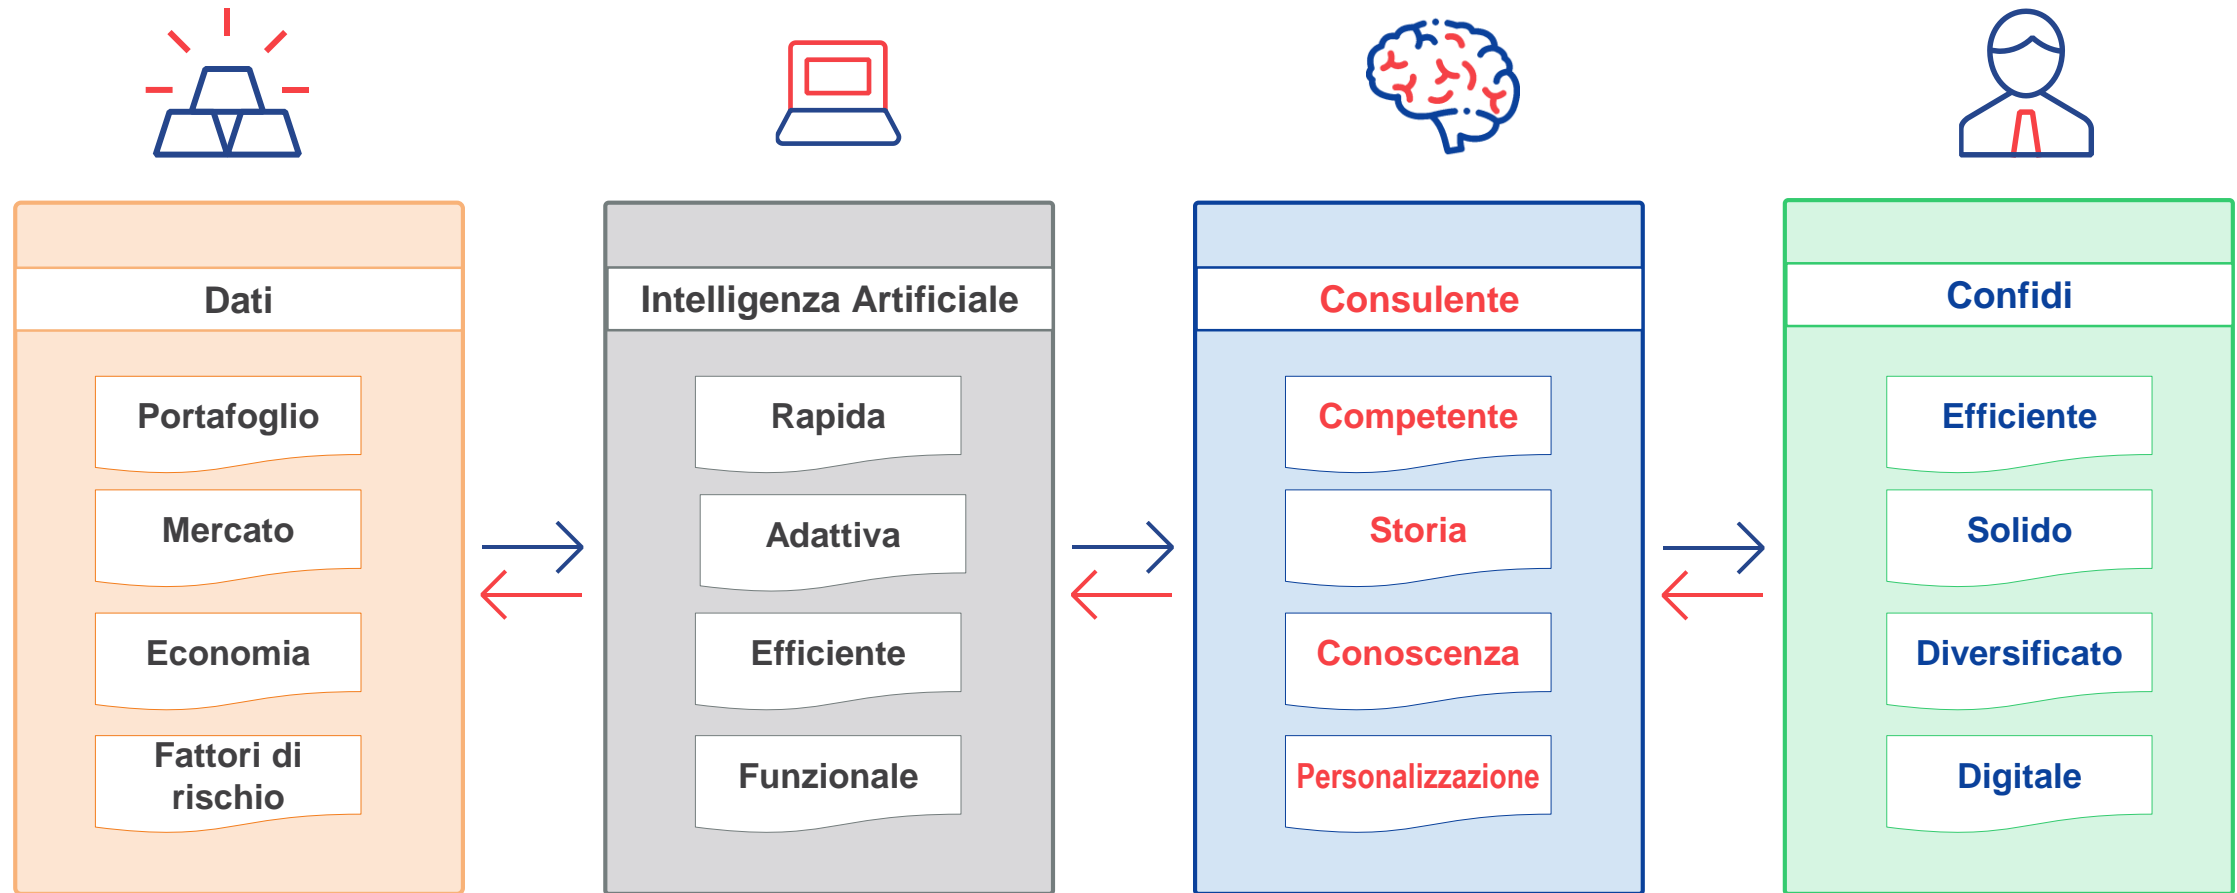 Dati
Portafoglio
Mercato
Economia
Fattori di
rischio
Intelligenza Artificiale
Rapida
Adattiva
Efficiente
Funzionale
Consulente
Competente
Storia
Conoscenza
Personalizzazione
Confidi
Efficiente
Solido
Diversificato
Digitale